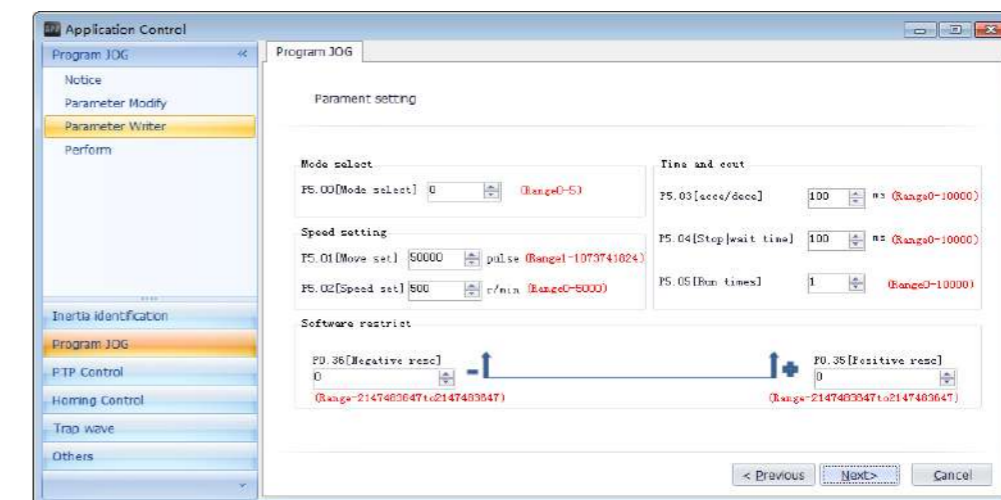 Application Control
Program JOG
Notice
Parameter Modify
Parameter Writer
Perform
Inertia identification
Program JOG
PTP Control
Homing Control
Trap wave
Others
Program JOG
Parament setting
Mode select
P5.00[Mode select] 0 (Range0-5)
Speed setting
P5.01[Move set] 50000 pulse (Range1-1073741824)
P5.02[Speed set] 500 r/min (Range0-5000)
Time and cout
P5.03[acce/dece] 100 ms (Range0-10000)
P5.04[Stop|wait time] 100 ms (Range0-10000)
P5.05[Run times] 1 (Range0-10000)
Software restrict
P0.36[Negative resc]
0
(Range-2147483647to2147483647)
P0.35[Positive resc]
0
(Range-2147483647to2147483647)
< Previous
Next>
Cancel